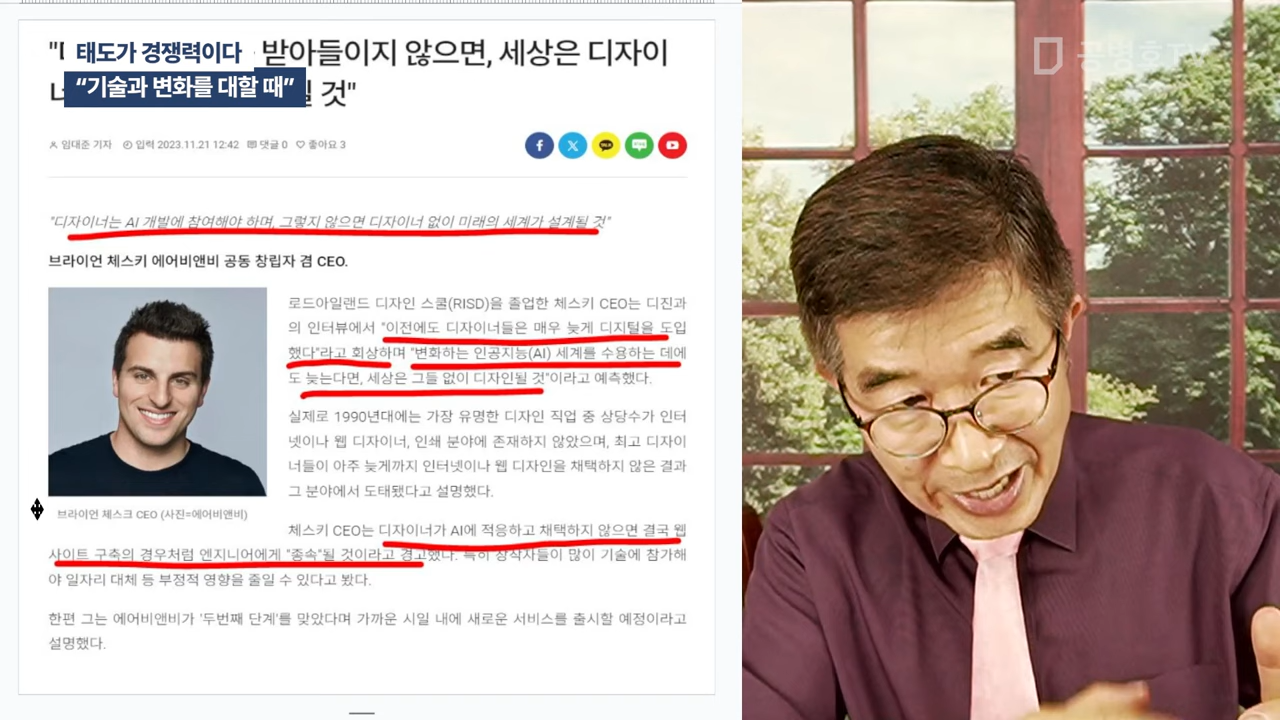 태도가 경쟁력이다
"기술과 변화를 대할 때"
받아들이지 않으면, 세상은 디자이
것"
임대준 기자 입력 2023.11.21 12:42 댓글 0 좋아요 3
공병호TV
"디자이너는 AI 개발에 참여해야 하며, 그렇지 않으면 디자이너 없이 미래의 세계가 설계될 것"
브라이언 체스키 에어비앤비 공동 창립자 겸 CEO.
로드아일랜드 디자인 스쿨(RISD)을 졸업한 체스키 CEO는 디진과
의 인터뷰에서 "이전에도 디자이너들은 매우 늦게 디지털을 도입
했다"라고 회상하며 "변화하는 인공지능(AI) 세계를 수용하는 데에
도 늦는다면, 세상은 그들 없이 디자인될 것"이라고 예측했다.
실제로 1990년대에는 가장 유명한 디자인 직업 중 상당수가 인터
넷이나 웹 디자이너, 인쇄 분야에 존재하지 않았으며, 최고 디자이
너들이 아주 늦게까지 인터넷이나 웹 디자인을 채택하지 않은 결과
그 분야에서 도태됐다고 설명했다.
브라이언 체스크 CEO (사진=에어비앤비)
체스키 CEO는 디자이너가 AI에 적응하고 채택하지 않으면 결국 웹
사이트 구축의 경우처럼 엔지니어에게 "종속"될 것이라고 경고했다. 특히 창작자들이 많이 기술에 참가해
야 일자리 대체 등 부정적 영향을 줄일 수 있다고 봤다.
한편 그는 에어비앤비가 '두번째 단계'를 맞았다며 가까운 시일 내에 새로운 서비스를 출시할 예정이라고
설명했다.